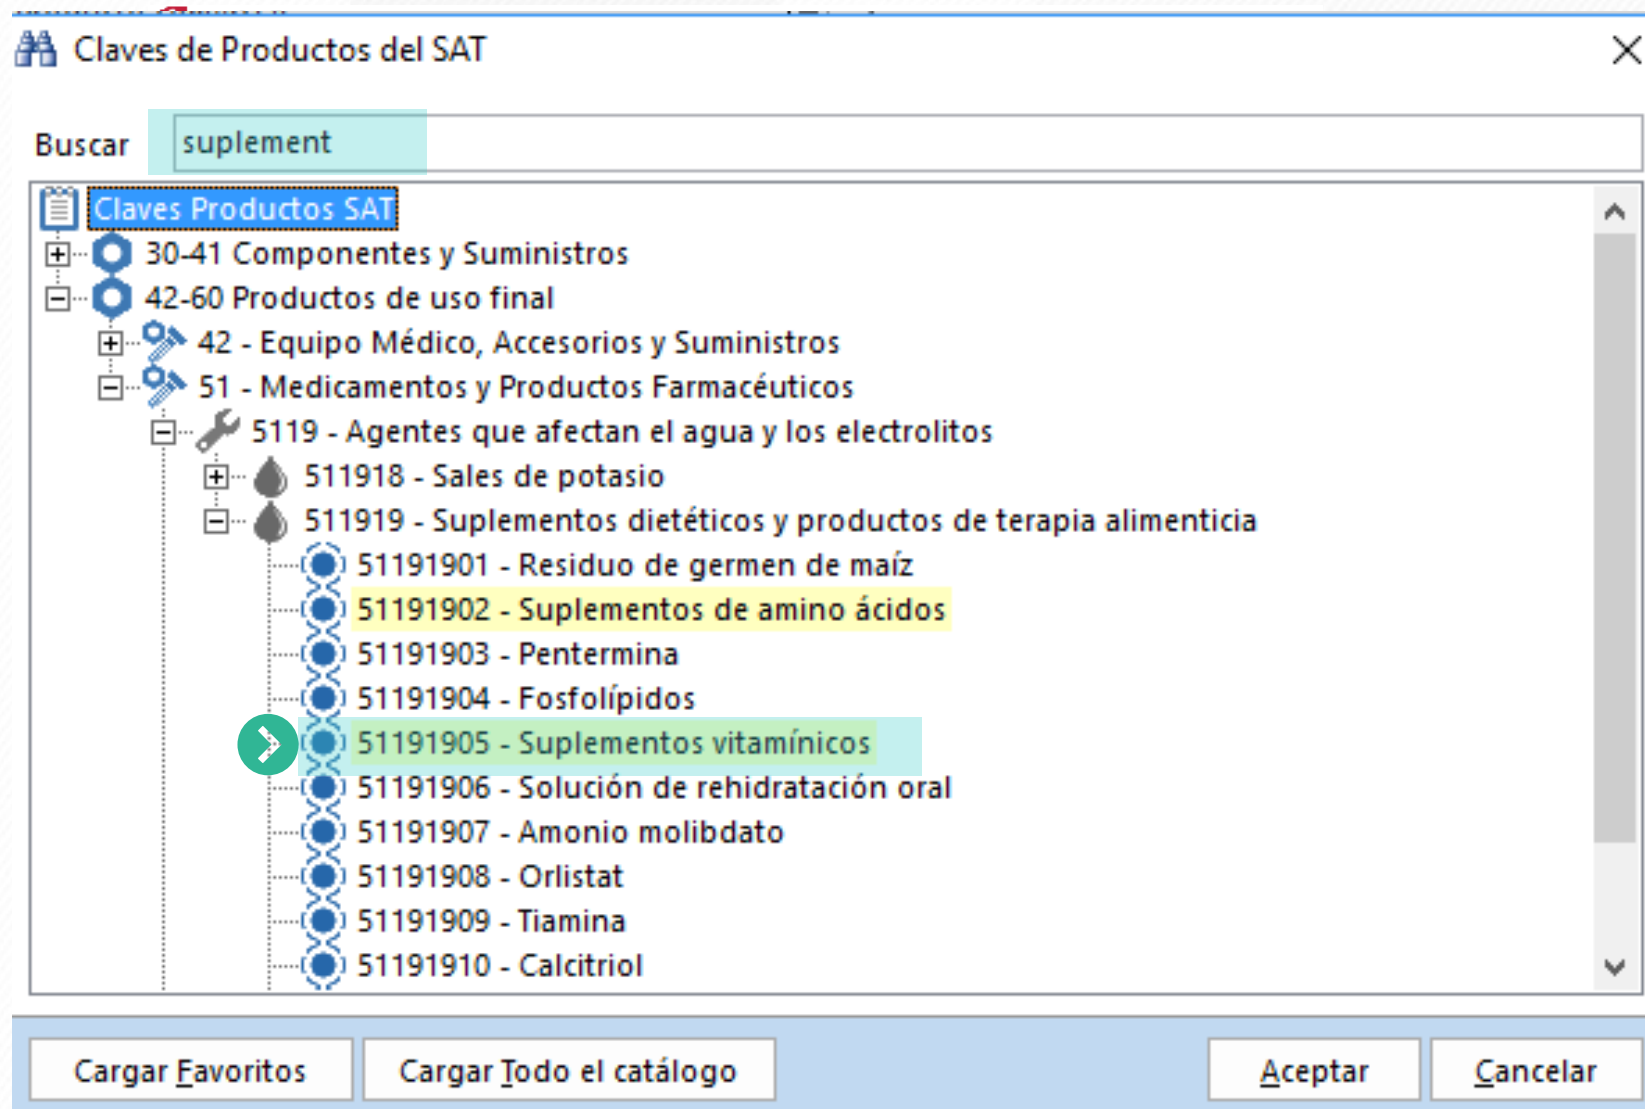 Claves de Productos del SAT
Buscar suplement
Claves Productos SAT
30-41 Componentes y Suministros
42-60 Productos de uso final
42 - Equipo Médico, Accesorios y Suministros
51 - Medicamentos y Productos Farmacéuticos
5119 - Agentes que afectan el agua y los electrolitos
511918 - Sales de potasio
511919 - Suplementos dietéticos y productos de terapia alimenticia
51191901 - Residuo de germen de maíz
51191902 - Suplementos de amino ácidos
51191903 - Pentermina
51191904 - Fosfolípidos
51191905 - Suplementos vitamínicos
51191906 - Solución de rehidratación oral
51191907 - Amonio molibdato
51191908 - Orlistat
51191909 - Tiamina
51191910 - Calcitriol
Cargar Favoritos Cargar Todo el catálogo Aceptar Cancelar